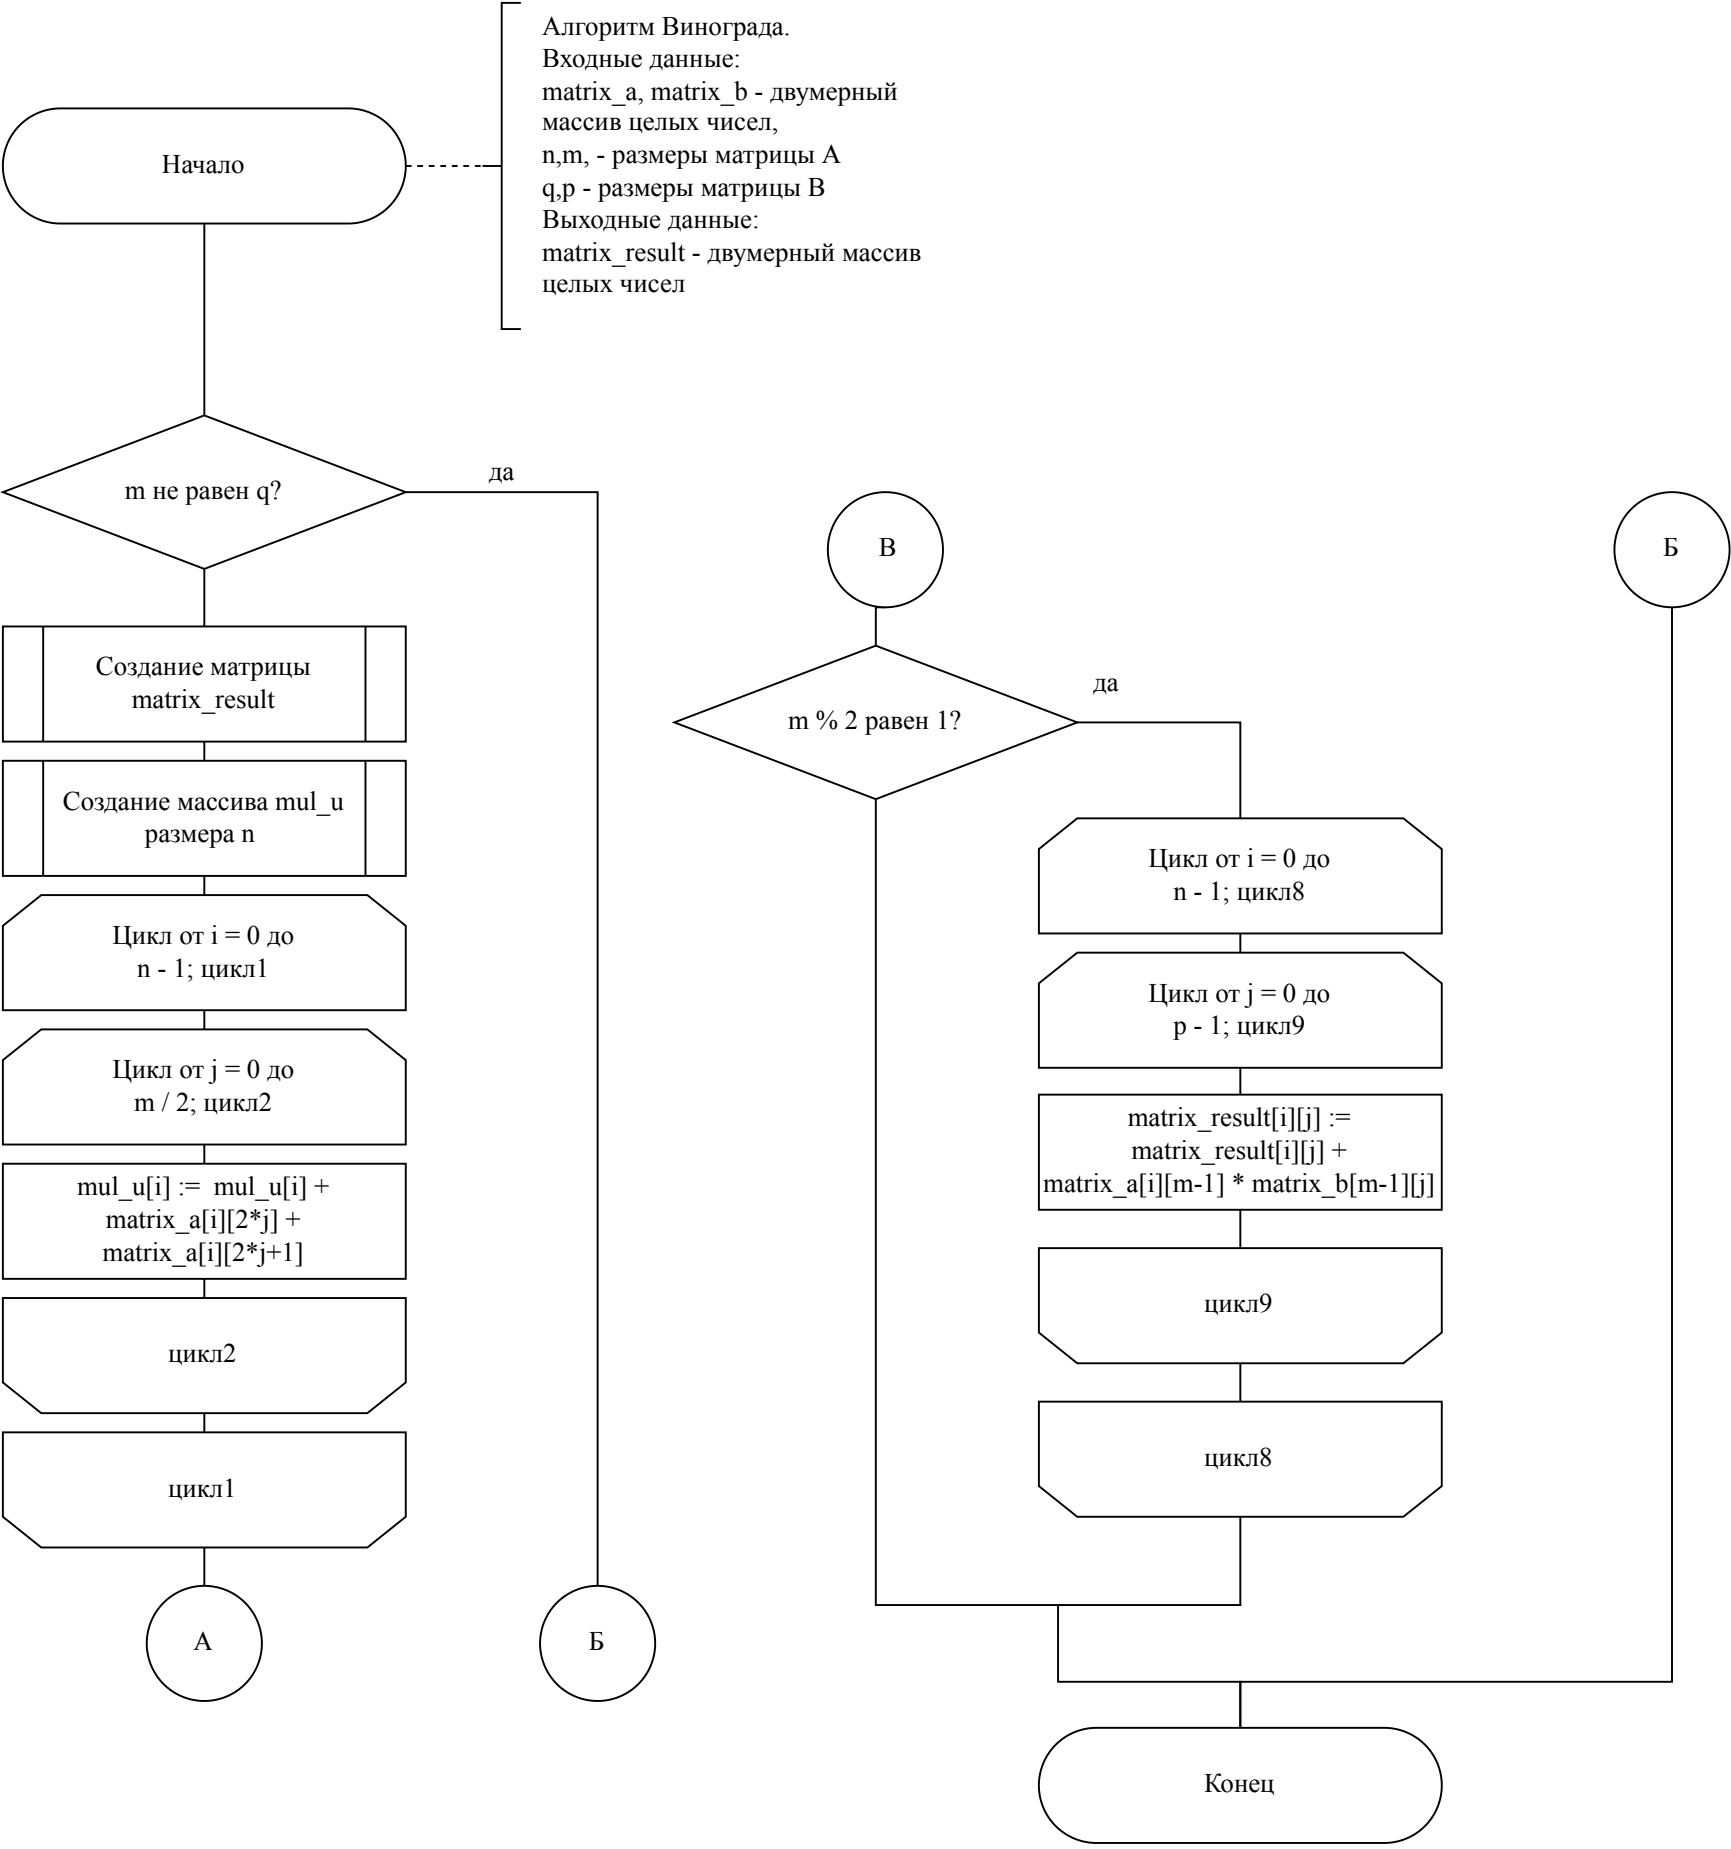 Алгоритм Винограда.
Входные данные:
matrix_a, matrix_b - двумерный
массив целых чисел,
n,m, - размеры матрицы А
q,p - размеры матрицы В
Выходные данные:
matrix_result - двумерный массив
целых чисел
Начало
да
m не равен q?
Создание матрицы
matrix_result
Создание массива mul_u
размера n
Цикл от i = 0 до
n - 1; цикл1
Цикл от j = 0 до
m / 2; цикл2
mul_u[i] := mul_u[i] +
matrix_a[i][2*j] +
matrix_a[i][2*j+1]
цикл2
цикл1
А
Б
В
да
m % 2 равен 1?
Цикл от i = 0 до
n - 1; цикл8
Цикл от j = 0 до
p - 1; цикл9
matrix_result[i][j] :=
matrix_result[i][j] +
matrix_a[i][m-1] * matrix_b[m-1][j]
цикл9
цикл8
Б
Конец